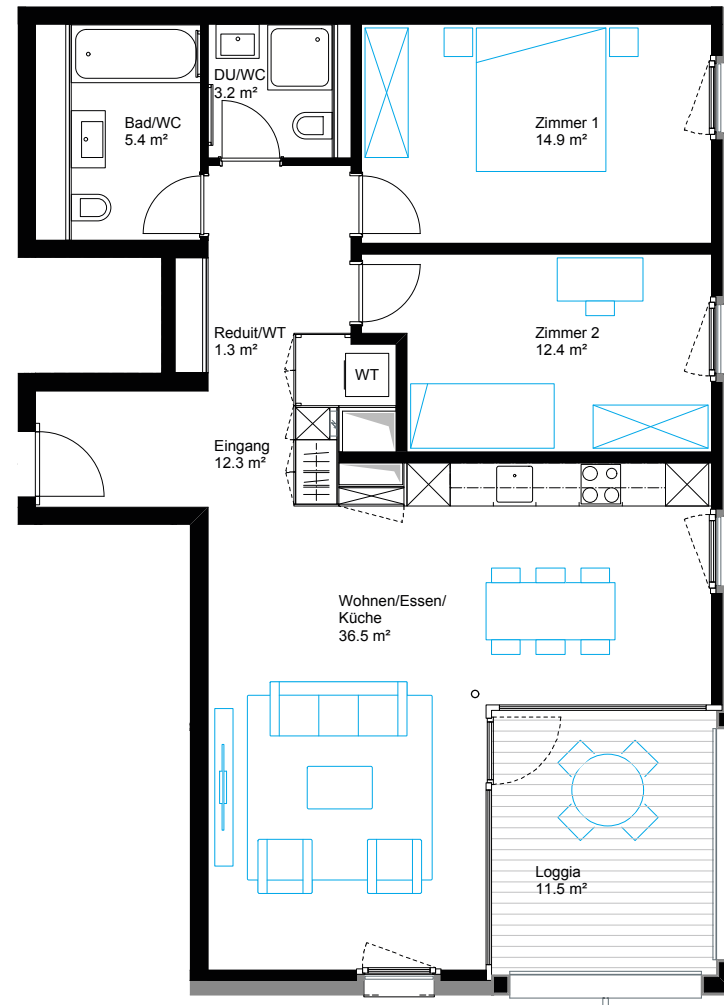 DU/WC
3.2 m²
Bad/WC
5.4 m²
Zimmer 1
14.9 m²
Reduit/WT
1.3 m²
Zimmer 2
12.4 m²
WT
Eingang
12.3 m²
Wohnen/Essen/
Küche
36.5 m²
Loggia
11.5 m²